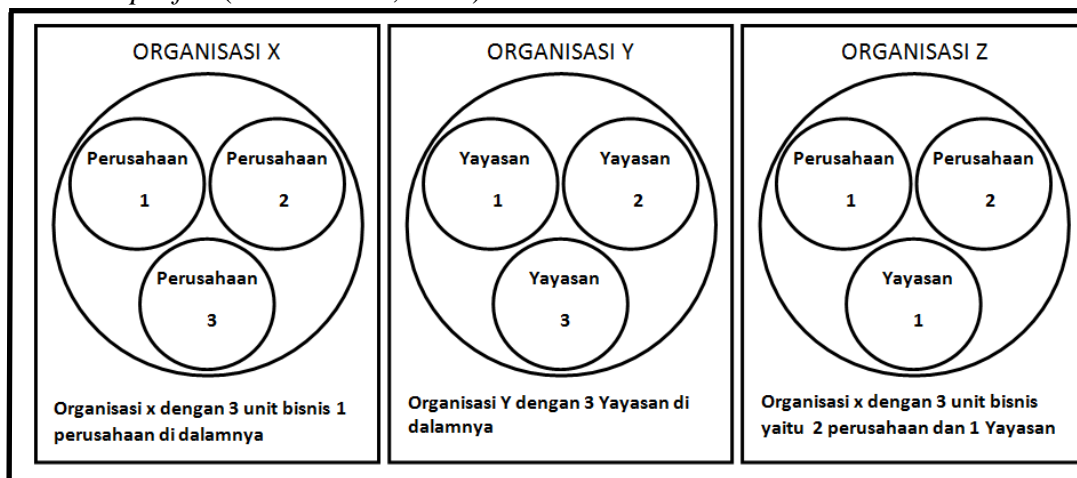 ORGANISASI X
Perusahaan
1
Perusahaan
2
Perusahaan
3
Organisasi x dengan 3 unit bisnis 1
perusahaan di dalamnya
ORGANISASI Y
Yayasan
1
Yayasan
2
Yayasan
3
Organisasi Y dengan 3 Yayasan di
dalamnya
ORGANISASI Z
Perusahaan
1
Perusahaan
2
Yayasan
1
Organisasi x dengan 3 unit bisnis
yaitu 2 perusahaan dan 1 Yayasan